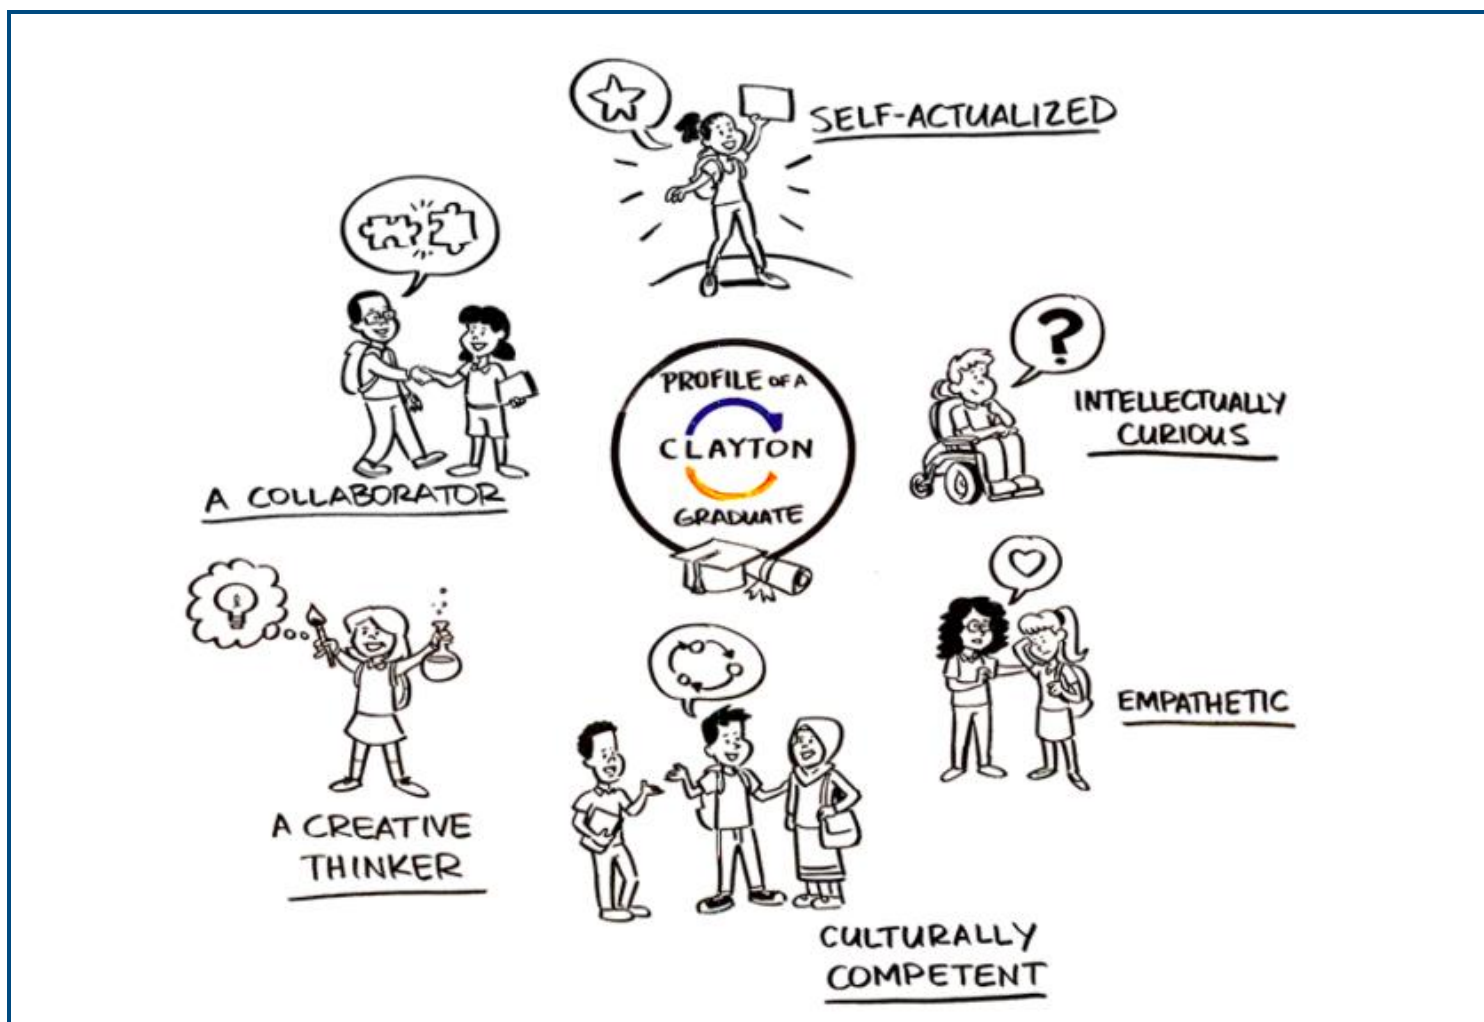 SELF-ACTUALIZED
PROFILE OF A
CLAYTON
GRADUATE
INTELLECTUALLY
CURIOUS
A COLLABORATOR
EMPATHETIC
A CREATIVE
THINKER
CULTURALLY
COMPETENT
?